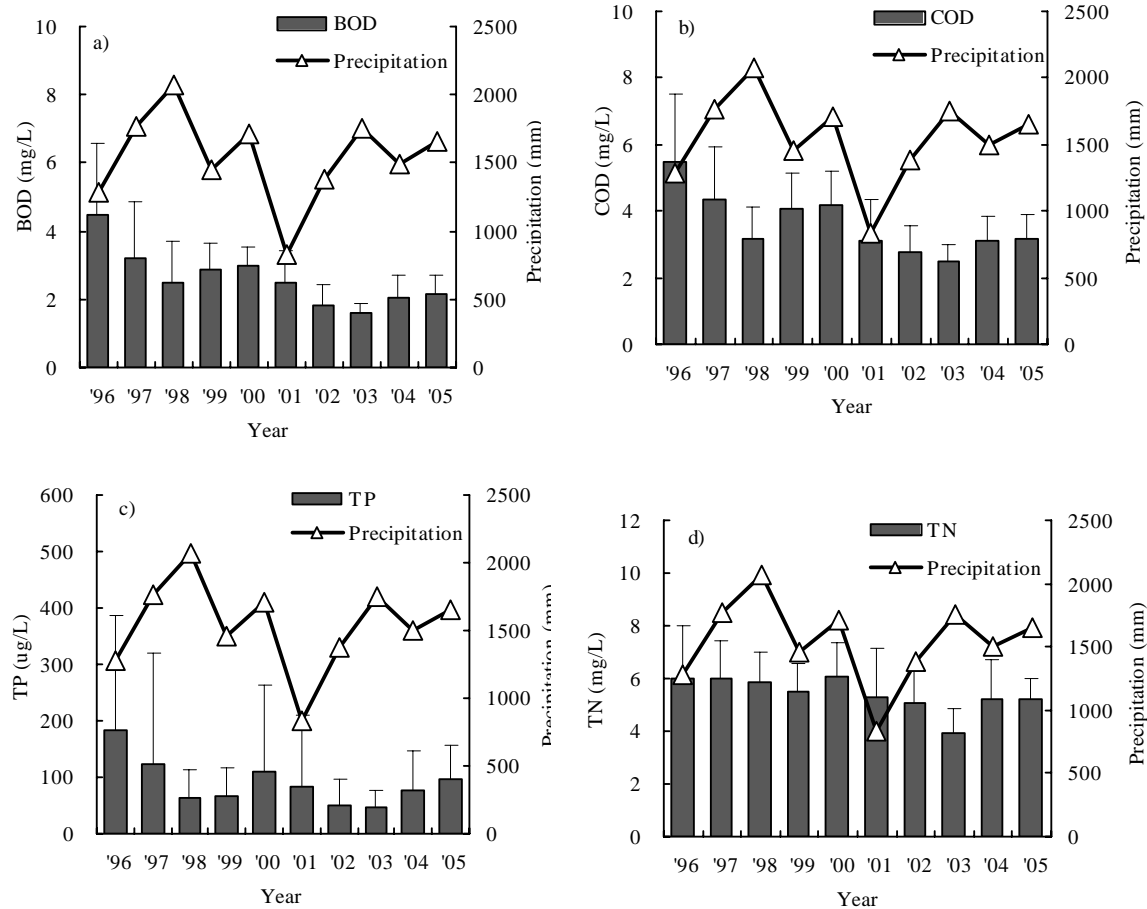 a)
BOD
Precipitation
BOD (mg/L)
10
8
6
4
2
0
Precipitation (mm)
2500
2000
1500
1000
500
0
'96 '97 '98 '99 '00 '01 '02 '03 '04 '05
Year
b)
COD
Precipitation
COD (mg/L)
10
8
6
4
2
0
Precipitation (mm)
2500
2000
1500
1000
500
0
'96 '97 '98 '99 '00 '01 '02 '03 '04 '05
Year
c)
TP
Precipitation
TP (ug/L)
600
500
400
300
200
100
0
Precipitation (mm)
2500
2000
1500
1000
500
0
'96 '97 '98 '99 '00 '01 '02 '03 '04 '05
Year
d)
TN
Precipitation
TN (mg/L)
12
10
8
6
4
2
0
Precipitation (mm)
2500
2000
1500
1000
500
0
'96 '97 '98 '99 '00 '01 '02 '03 '04 '05
Year